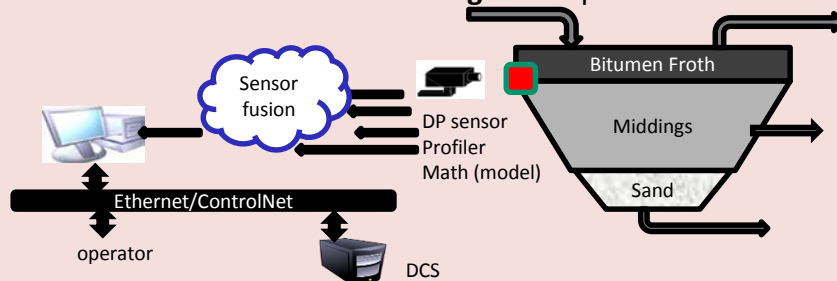 Bitumen Froth
Sensor
fusion
DP sensor
Profiler
Math (model)
Middings
Sand
Ethernet/ControlNet
operator
DCS